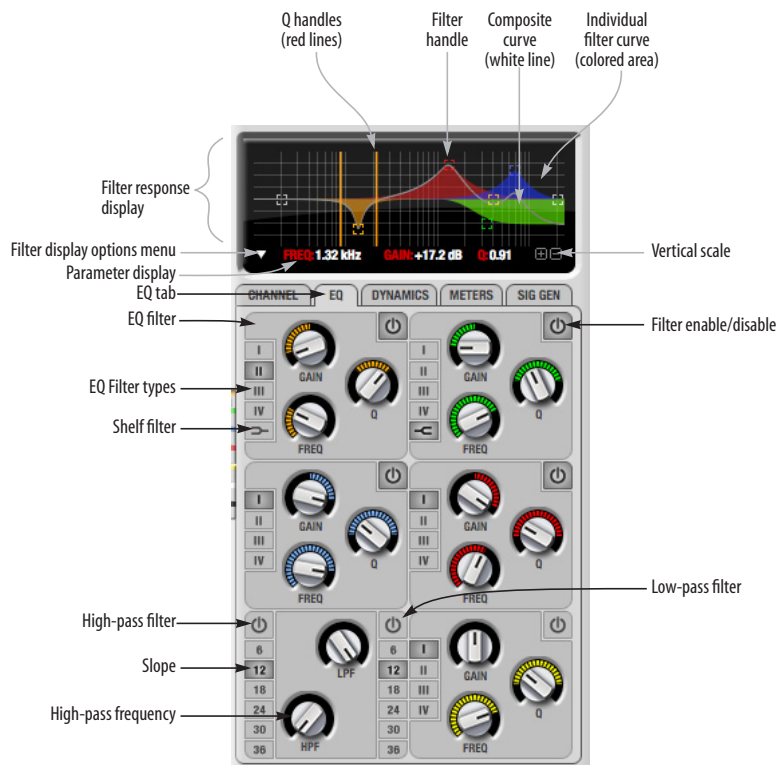 Q handles
(red lines)
Filter
handle
Composite
curve
(white line)
Individual
filter curve
(colored area)
Filter response
display
Filter display options menu
FREQ: 1.32 kHz GAIN: +17.2 dB Q: 0.91
Vertical scale
Parameter display
EQ tab
CHANNEL EQ DYNAMICS METERS SIG GEN
EQ filter
Filter enable/disable
EQ Filter types
Shelf filter
I
II
III
IV
GAIN
Q
FREQ
I
II
III
IV
GAIN
Q
FREQ
I
II
III
IV
GAIN
Q
FREQ
I
II
III
IV
GAIN
Q
FREQ
Low-pass filter
High-pass filter
Slope
High-pass frequency
6
12
18
24
30
36
LPF
HPF
6
12
18
24
30
36
I
II
III
IV
GAIN
Q
FREQ